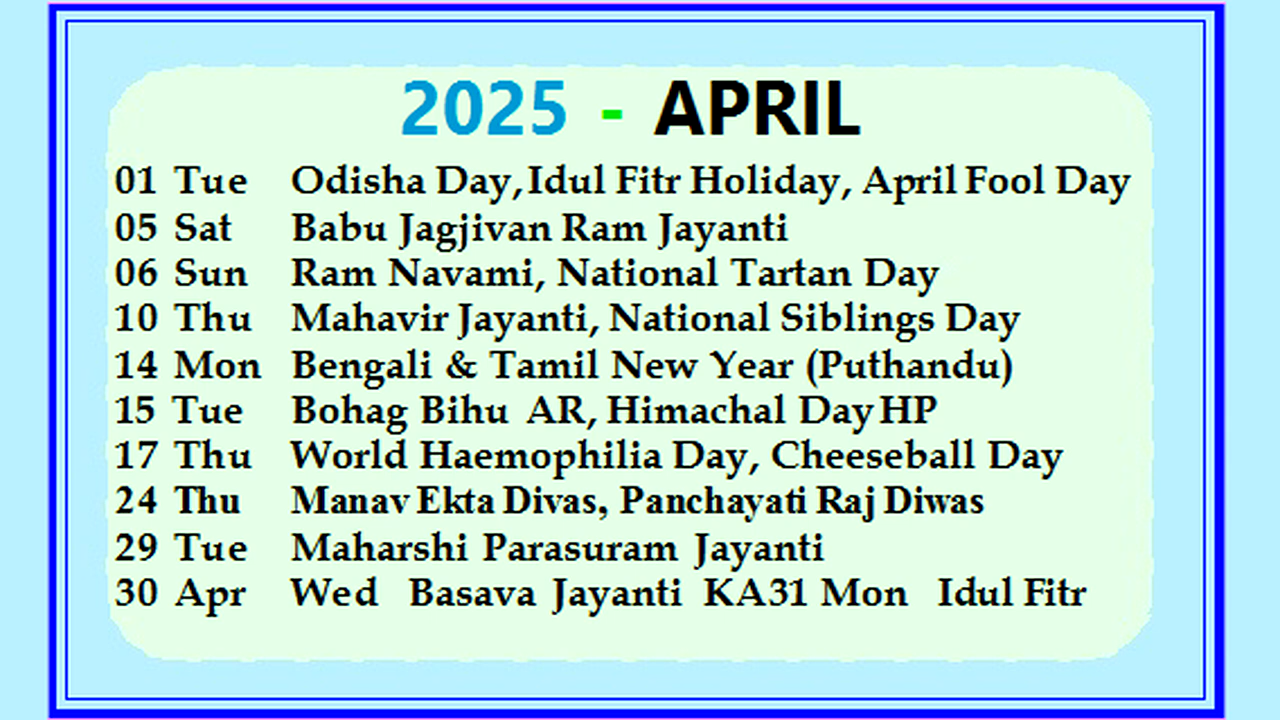 2025 - APRIL
01 Tue Odisha Day, Idul Fitr Holiday, April Fool Day
05 Sat Babu Jagjivan Ram Jayanti
06 Sun Ram Navami, National Tartan Day
10 Thu Mahavir Jayanti, National Siblings Day
14 Mon Bengali & Tamil New Year (Puthandu)
15 Tue Bohag Bihu AR, Himachal Day HP
17 Thu World Haemophilia Day, Cheeseball Day
24 Thu Manav Ekta Divas, Panchayati Raj Diwas
29 Tue Maharshi Parasuram Jayanti
30 Apr Wed Basava Jayanti KA31 Mon Idul Fitr